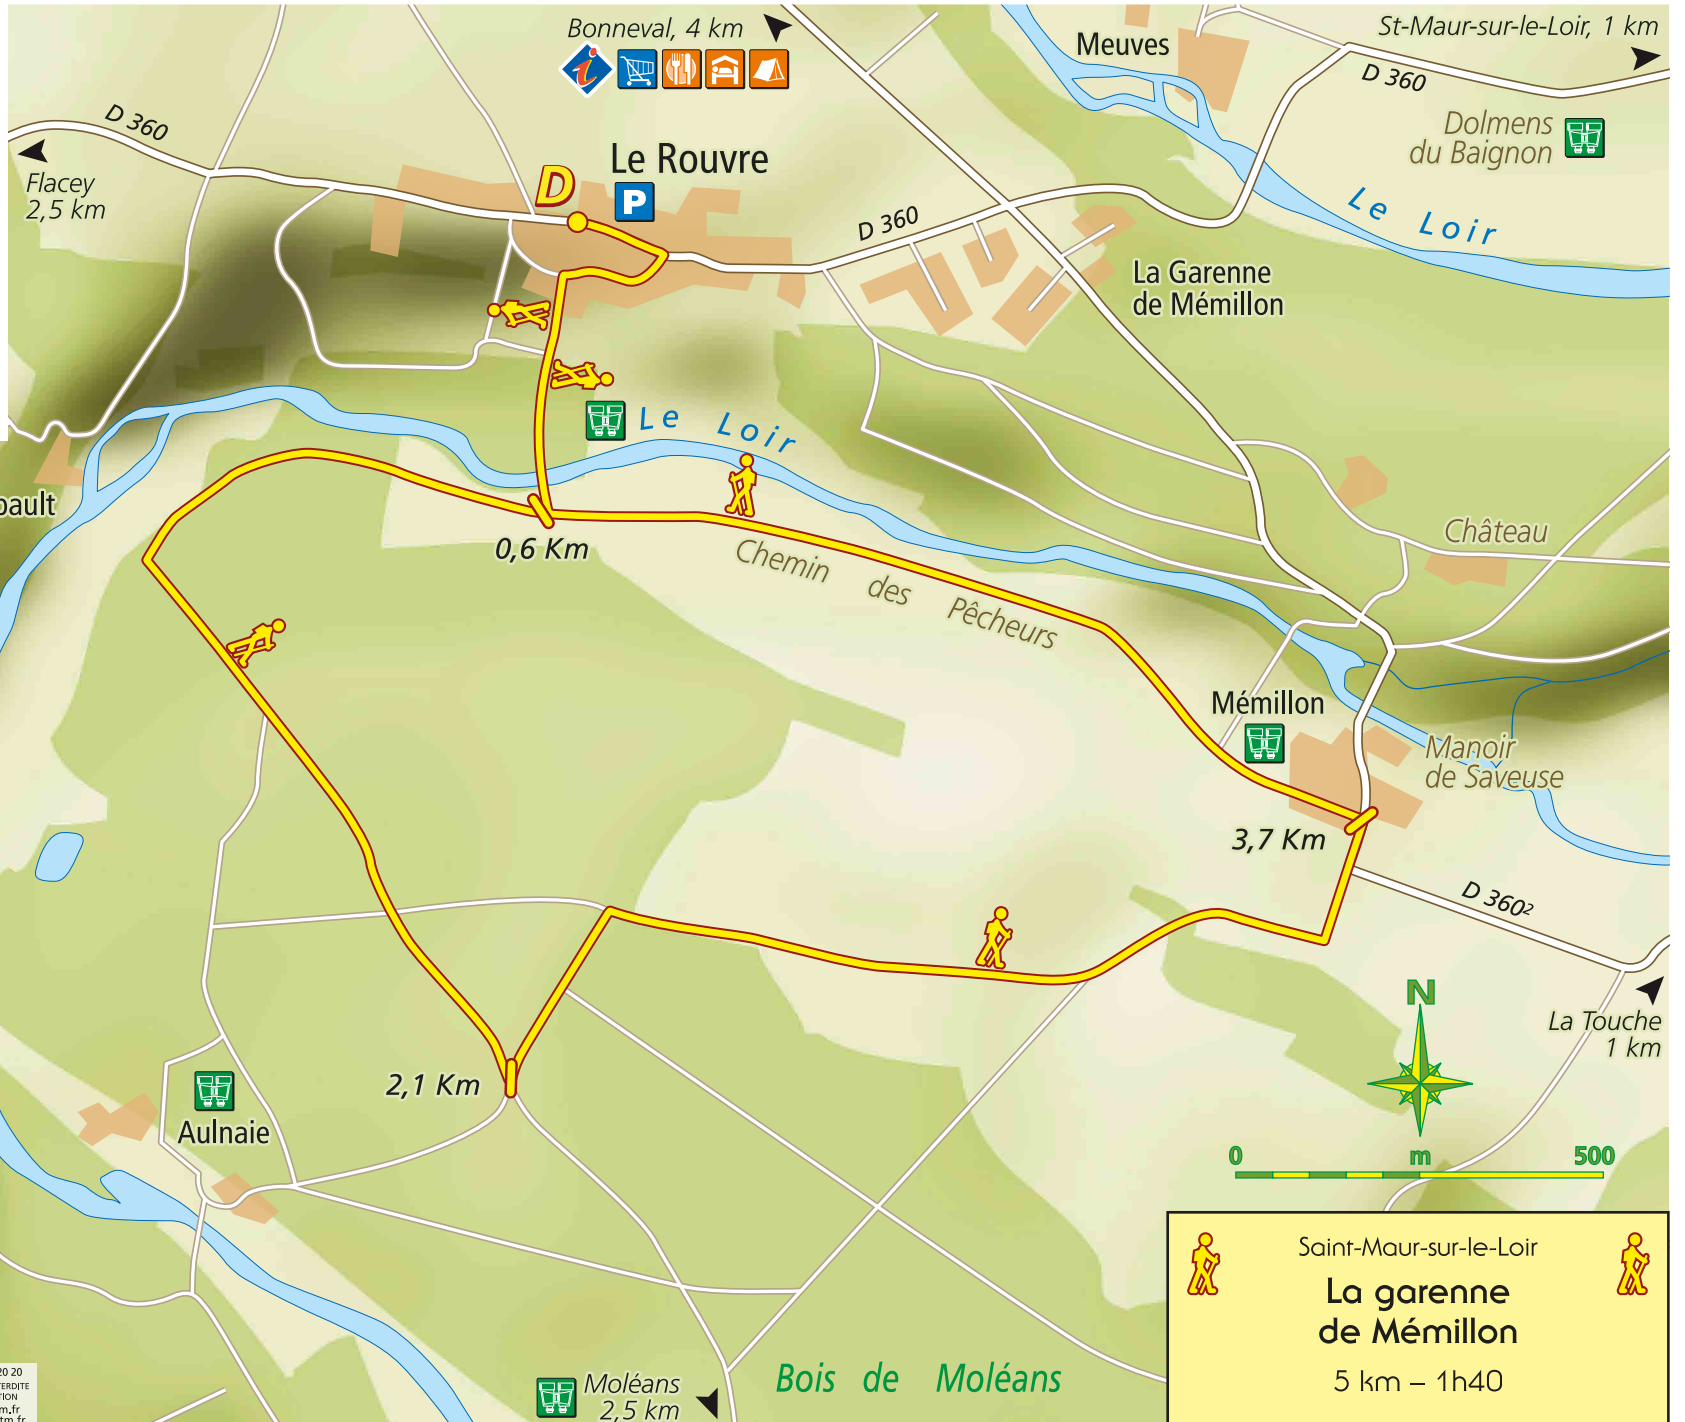 Bonneval, 4 km
Meuves
St-Maur-sur-le-Loir, 1 km
D 360
D 360
Dolmens
du Baignon
Flacey
2,5 km
Le Rouvre
D
P
D 360
Le Loir
La Garenne
de Mémillon
Le Loir
0,6 Km
Chemin des Pêcheurs
Château
Mémillon
Manoir
de Saveuse
3,7 Km
D 360²
N
La Touche
1 km
2,1 Km
Aulnaie
0 m 500
Saint-Maur-sur-le-Loir
La garenne
de Mémillon
5 km – 1h40
Bois de Moléans
Moléans
2,5 km